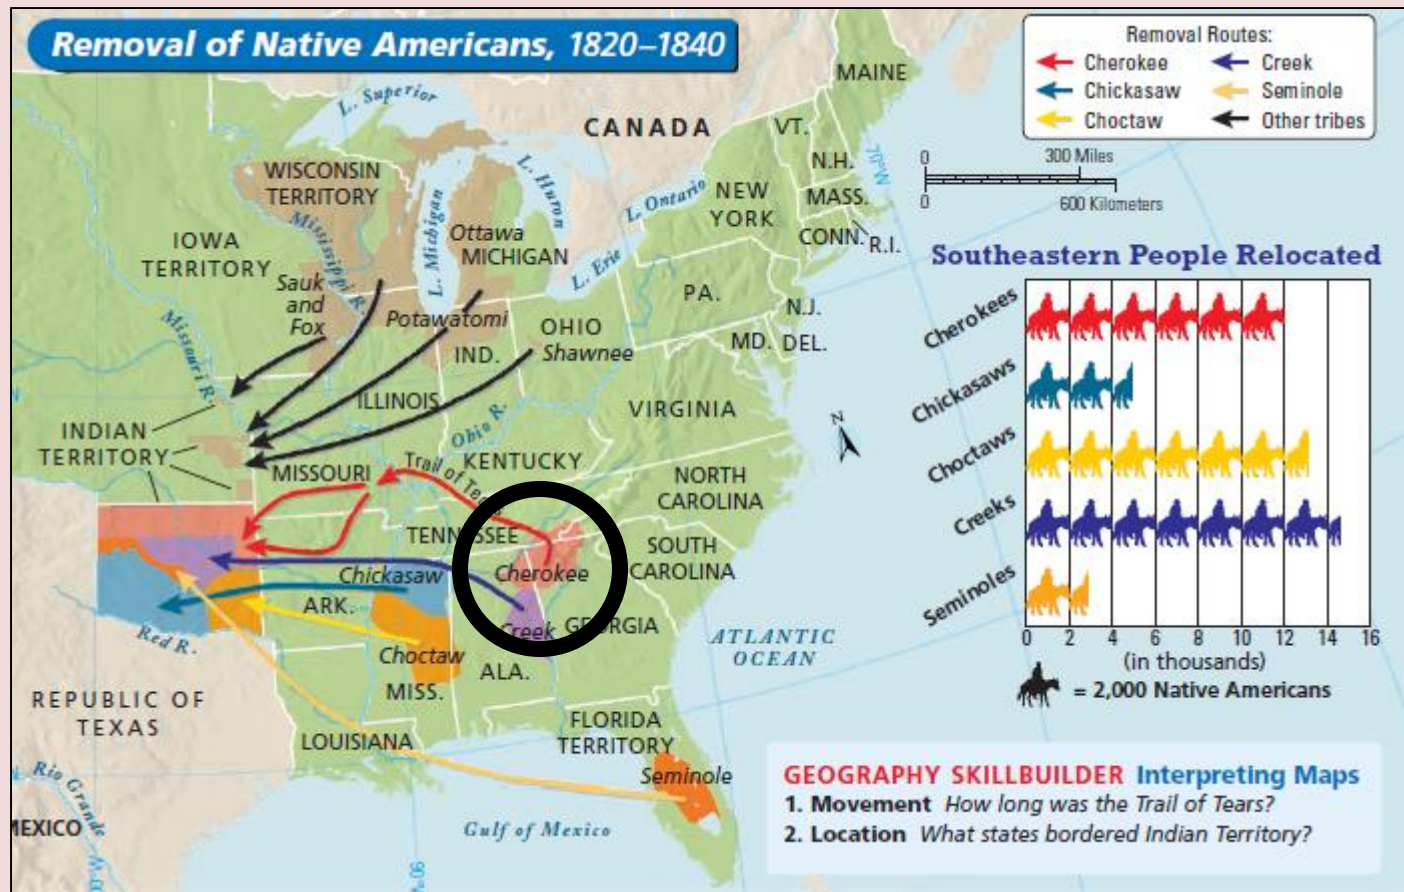 Removal of Native Americans, 1820–1840
Removal Routes:
Cherokee
Creek
Chickasaw
Seminole
Choctaw
Other tribes
0
300 Miles
0
600 Kilometers
MAINE
CANADA
VT.
N.H.
MASS.
NEW
YORK
CONN.
R.I.
70°W
L. Superior
L. Huron
L. Ontario
L. Michigan
L. Erie
WISCONSIN
TERRITORY
Mississippi R.
IOWA
TERRITORY
Ottawa
MICHIGAN
Sauk
and
Fox
Potawatomi
PA.
N.J.
OHIO
Shawnee
MD.
DEL.
IND.
Missouri R.
ILLINOIS
VIRGINIA
Ohio R.
INDIAN
TERRITORY
MISSOURI
KENTUCKY
Trail of Tea
NORTH
CAROLINA
TENNESSEE
SOUTH
CAROLINA
Chickasaw
Cherokee
ARK.
Creek
GEORGIA
Red R.
Choctaw
MISS.
ALA.
ATLANTIC
OCEAN
REPUBLIC OF
TEXAS
LOUISIANA
FLORIDA
TERRITORY
Seminole
Rio Grande
MEXICO
Gulf of Mexico
90°W
N
Southeastern People Relocated
Cherokees
Chickasaws
Choctaws
Creeks
Seminoles
0 2 4 6 8 10 12 14 16
(in thousands)
= 2,000 Native Americans
GEOGRAPHY SKILLBUILDER Interpreting Maps
1. Movement How long was the Trail of Tears?
2. Location What states bordered Indian Territory?